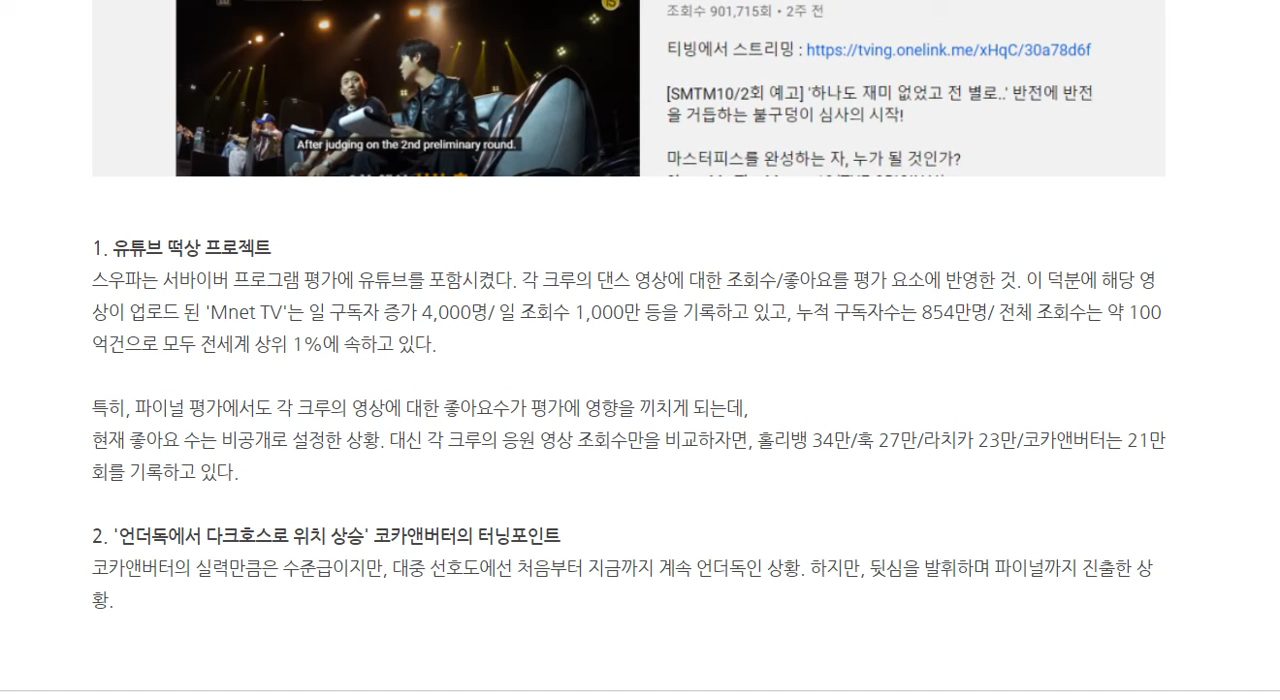 조회수 901,715회 • 2주 전
티빙에서 스트리밍 : https://tving.onelink.me/xHqC/30a78d6f
[SMTM10/2회 예고] '하나도 재미 없었고 전 별로..' 반전에 반전
을 거듭하는 불구덩이 심사의 시작!
마스터피스를 완성하는 자, 누가 될 것인가?
After judging on the 2nd preliminary round.
1. 유튜브 떡상 프로젝트
스우파는 서바이버 프로그램 평가에 유튜브를 포함시켰다. 각 크루의 댄스 영상에 대한 조회수/좋아요를 평가 요소에 반영한 것. 이 덕분에 해당 영
상이 업로드 된 'Mnet TV'는 일 구독자 증가 4,000명/ 일 조회수 1,000만 등을 기록하고 있고, 누적 구독자수는 854만명/ 전체 조회수는 약 100
억건으로 모두 전세계 상위 1%에 속하고 있다.
특히, 파이널 평가에서도 각 크루의 영상에 대한 좋아요수가 평가에 영향을 끼치게 되는데,
현재 좋아요 수는 비공개로 설정한 상황. 대신 각 크루의 응원 영상 조회수만을 비교하자면, 홀리뱅 34만/훅 27만/라치카 23만/코카앤버터는 21만
회를 기록하고 있다.
2. '언더독에서 다크호스로 위치 상승' 코카앤버터의 터닝포인트
코카앤버터의 실력만큼은 수준급이지만, 대중 선호도에선 처음부터 지금까지 계속 언더독인 상황. 하지만, 뒷심을 발휘하며 파이널까지 진출한 상
황.